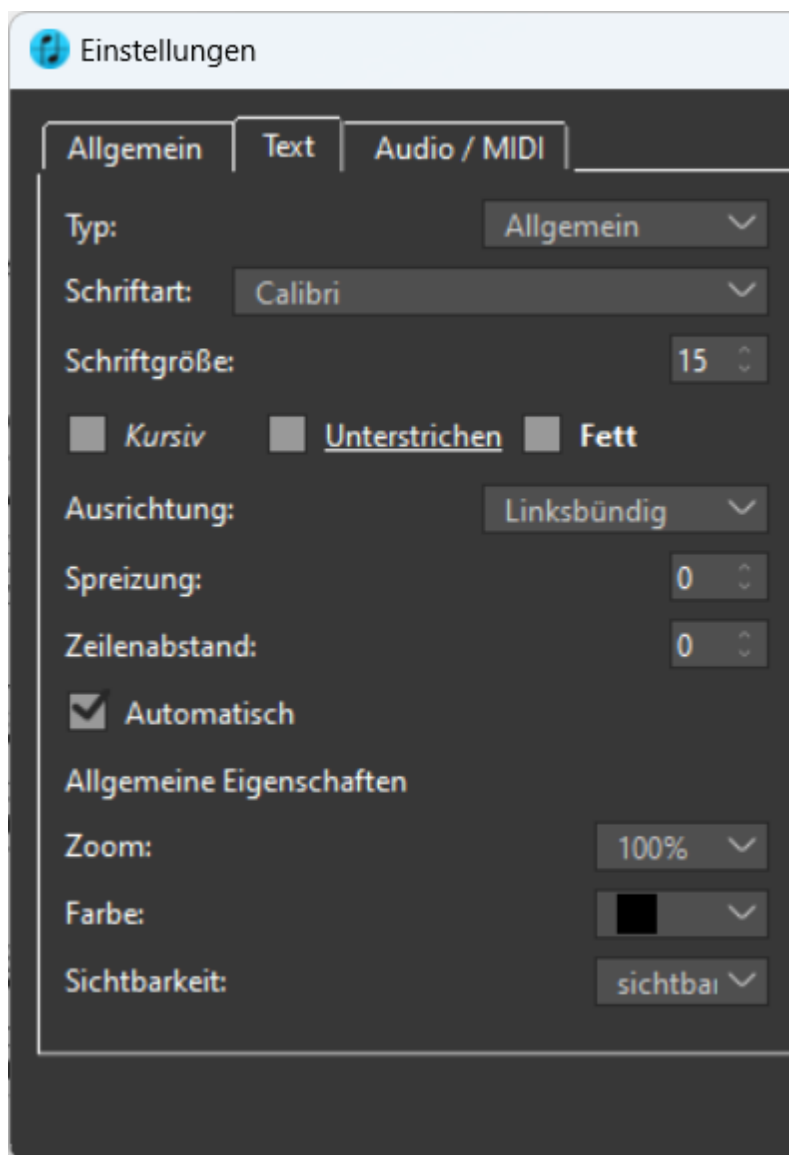 Einstellungen
Allgemein Text Audio / MIDI
Typ: Allgemein
Schriftart: Calibri
Schriftgröße: 15
Kursiv Unterstrichen Fett
Ausrichtung: Linksbündig
Spreizung: 0
Zeilenabstand: 0
Automatisch
Allgemeine Eigenschaften
Zoom: 100%
Farbe:
Sichtbarkeit: sichtbar